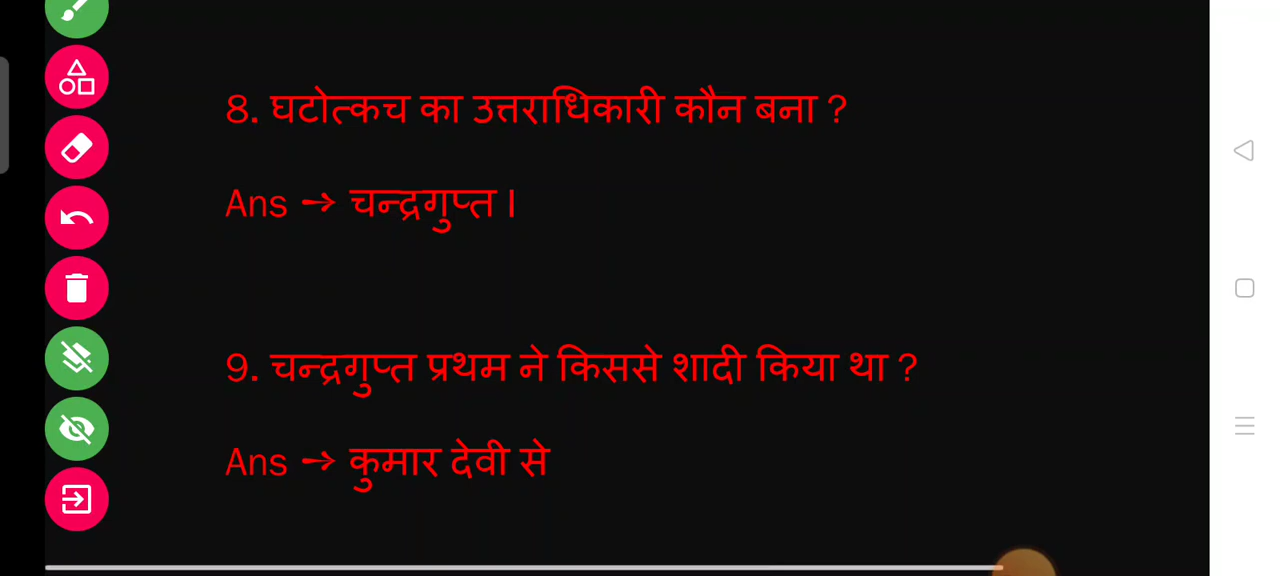 8. घटोत्कच का उत्तराधिकारी कौन बना ?
Ans → चन्द्रगुप्त I
9. चन्द्रगुप्त प्रथम ने किससे शादी किया था ?
Ans → कुमार देवी से